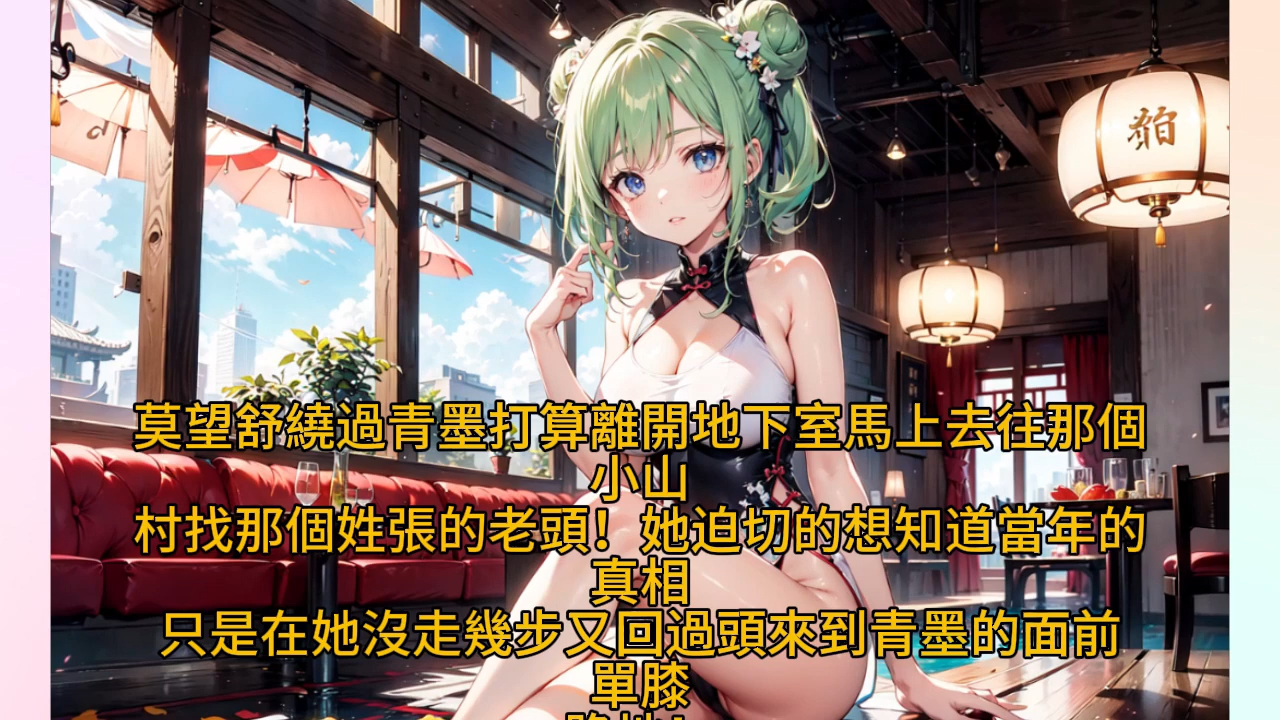 莫望舒繞過青墨打算離開地下室馬上去往那個
小山
村找那個姓張的老頭！她迫切的想知道當年的
真相
只是在她沒走幾步又回過頭來到青墨的面前
單膝